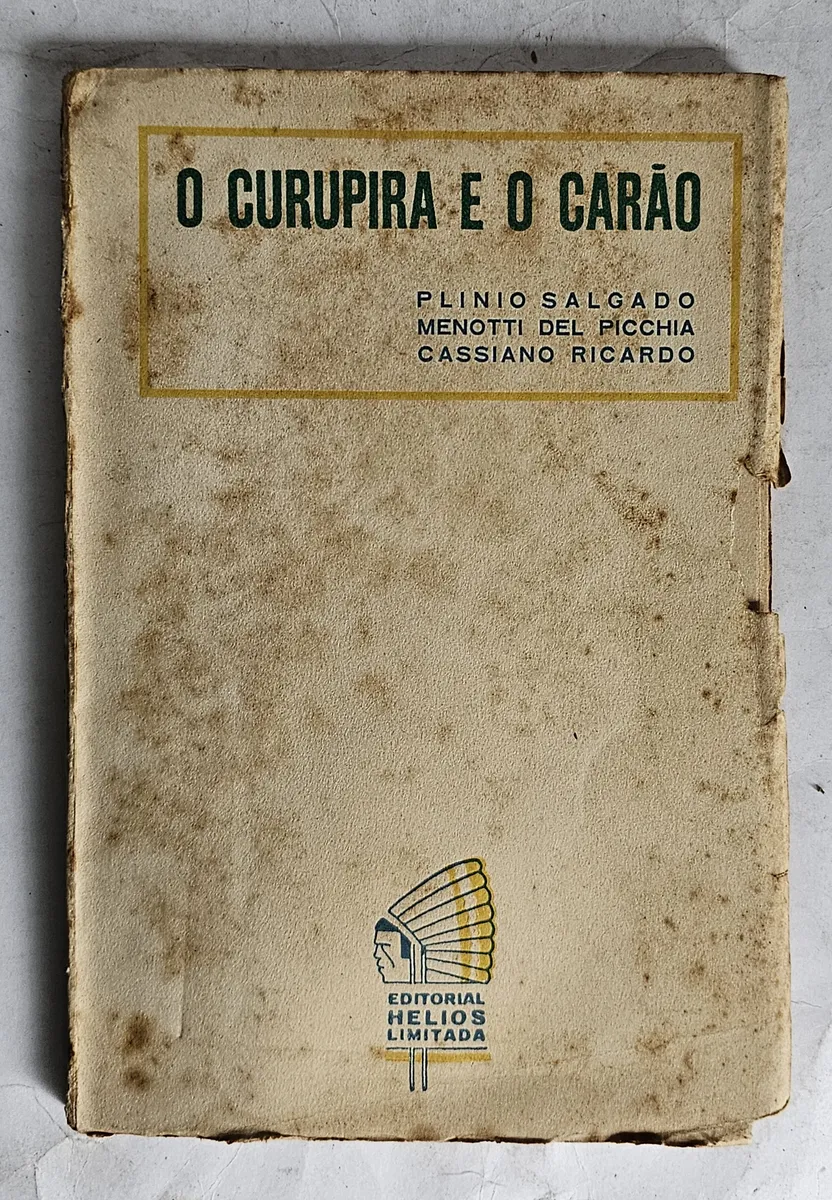 O CURUPIRA E O CARÃO
PLINIO SALGADO
MENOTTI DEL PICCHIA
CASSIANO RICARDO
EDITORIAL
HELIOS
LIMITADA